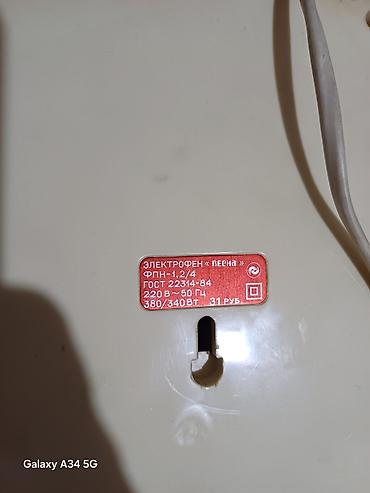 ЭЛЕКТРОФЕН «весна»
ФПН-1.2/4
ГОСТ 22314-84
220 В ~ 50 Гц
380/340 Вт 31 РУБ.
Galaxy A34 5G